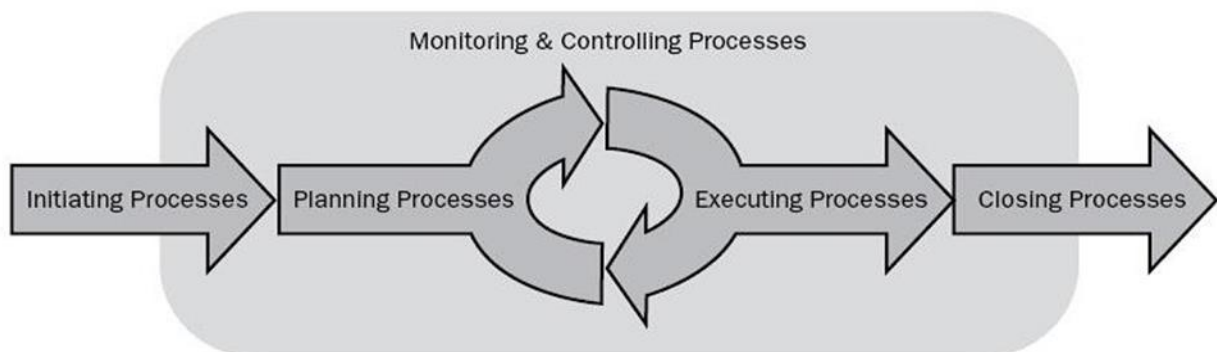 Monitoring & Controlling Processes
Initiating Processes
Planning Processes
Executing Processes
Closing Processes